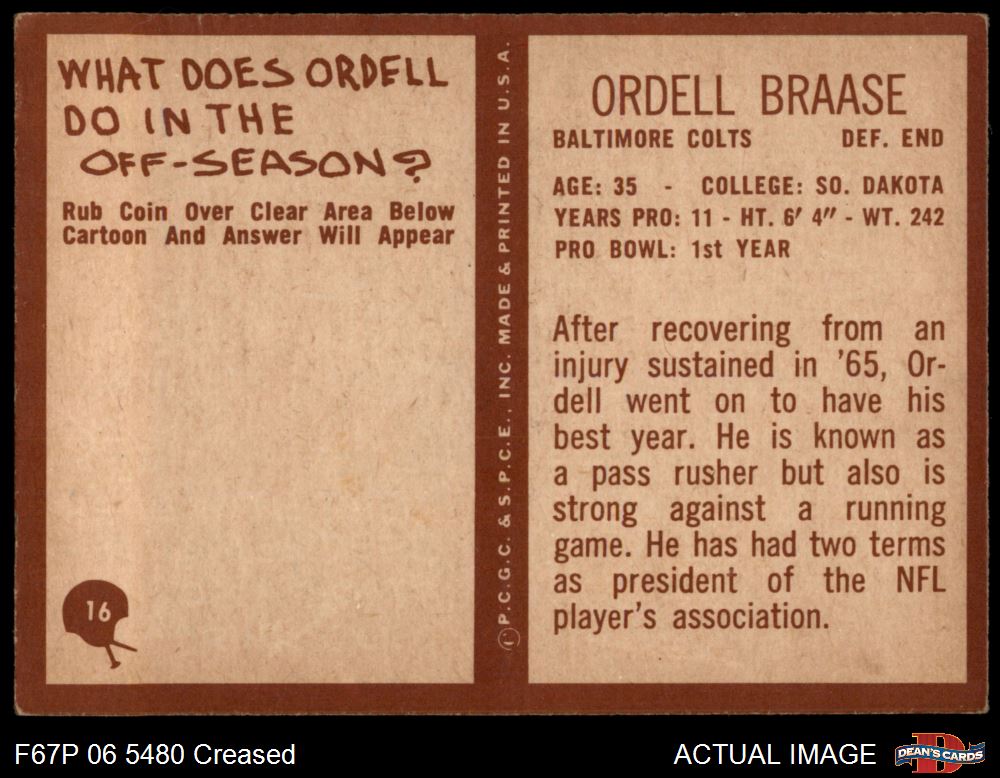 WHAT DOES ORDELL
DO IN THE
OFF-SEASON?
Rub Coin Over Clear Area Below
Cartoon And Answer Will Appear
16
©P.C.G.C. & S.P.C.E., INC. MADE & PRINTED IN U.S.A.
ORDELL BRAASE
BALTIMORE COLTS DEF. END
AGE: 35 - COLLEGE: SO. DAKOTA
YEARS PRO: 11 - HT. 6' 4" - WT. 242
PRO BOWL: 1st YEAR
After recovering from an
injury sustained in '65, Or-
dell went on to have his
best year. He is known as
a pass rusher but also is
strong against a running
game. He has had two terms
as president of the NFL
player's association.
F67P 06 5480 Creased
ACTUAL IMAGE
D
DEAN'S CARDS